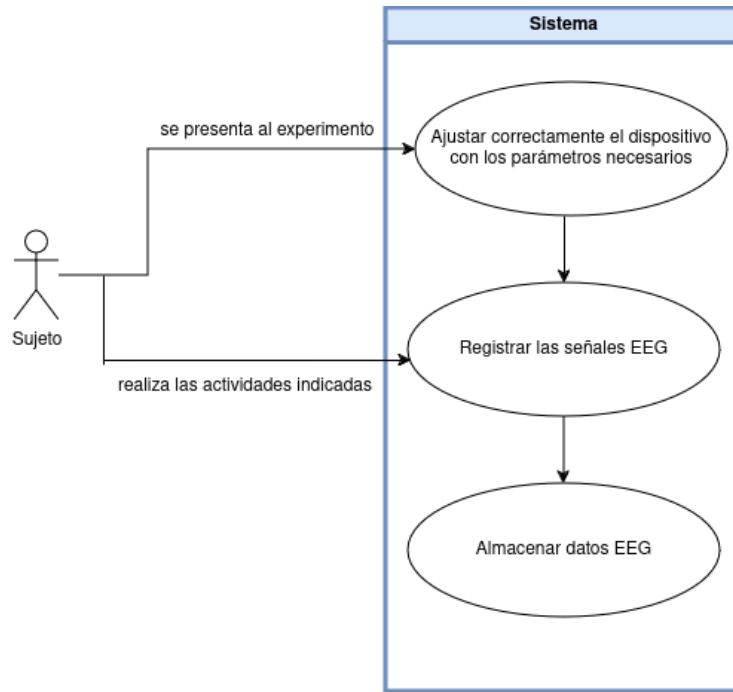 Sistema
se presenta al experimento
Ajustar correctamente el dispositivo
con los parámetros necesarios
Sujeto
Registrar las señales EEG
realiza las actividades indicadas
Almacenar datos EEG